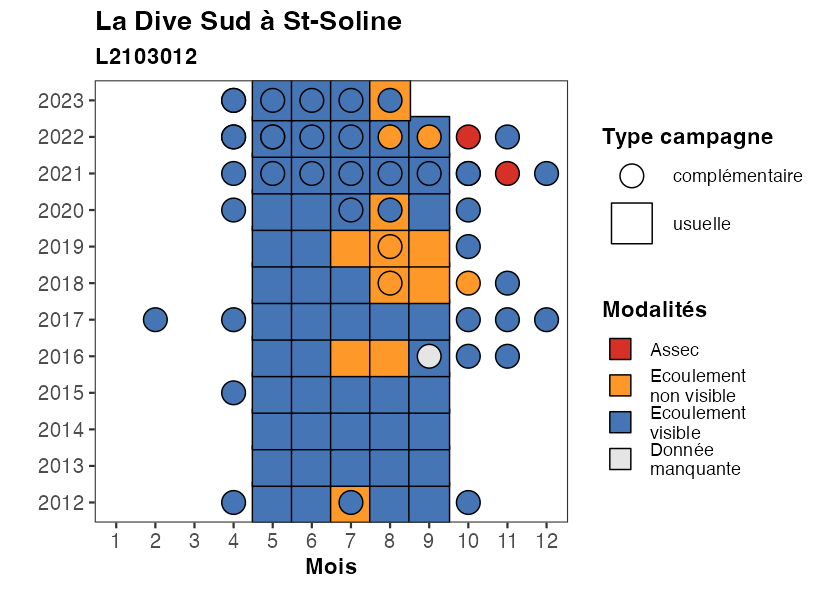 La Dive Sud à St-Soline
L2103012
2023
2022
2021
2020
2019
2018
2017
2016
2015
2014
2013
2012
1 2 3 4 5 6 7 8 9 10 11 12
Mois
Type campagne
complémentaire
usuelle
Modalités
Assec
Ecoulement
non visible
Ecoulement
visible
Donnée
manquante